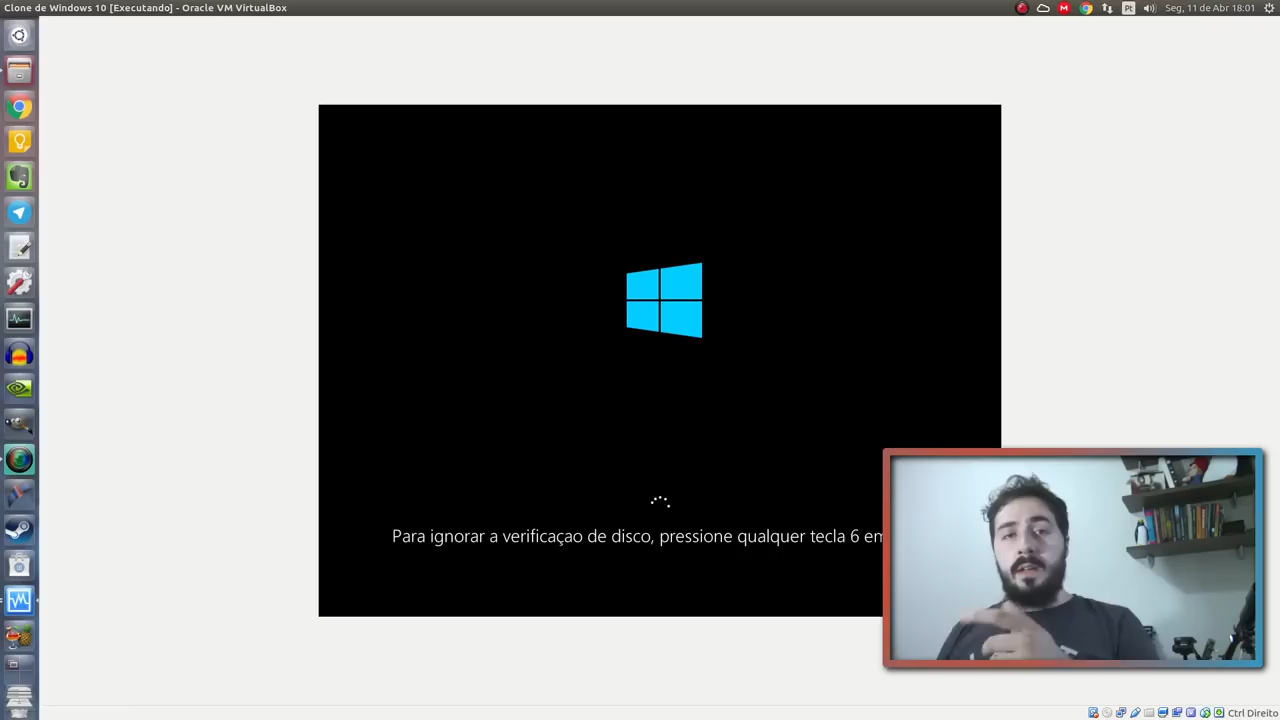 Clone de Windows 10 [Executando] - Oracle VM VirtualBox
Pt
Seg, 11 de Abr 18:01
Para ignorar a verificaçao de disco, pressione qualquer tecla 6 em
Ctrl Direito